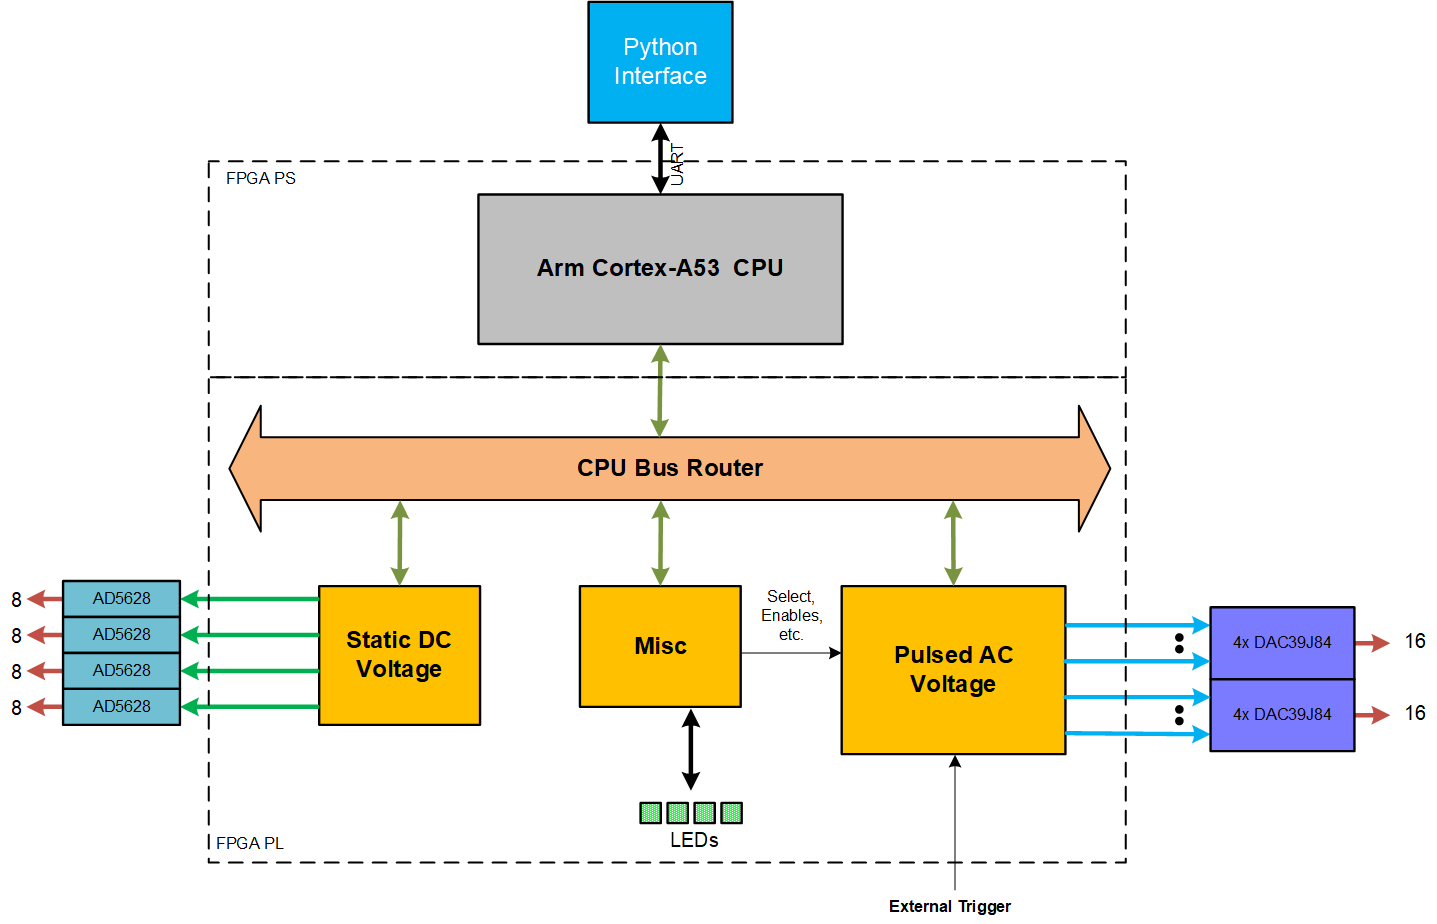 Python
Interface
UART
FPGA PS
Arm Cortex-A53 CPU
CPU Bus Router
8
AD5628
8
AD5628
8
AD5628
8
AD5628
Static DC
Voltage
Misc
Select,
Enables,
etc.
Pulsed AC
Voltage
4x DAC39J84
16
4x DAC39J84
16
LEDs
FPGA PL
External Trigger